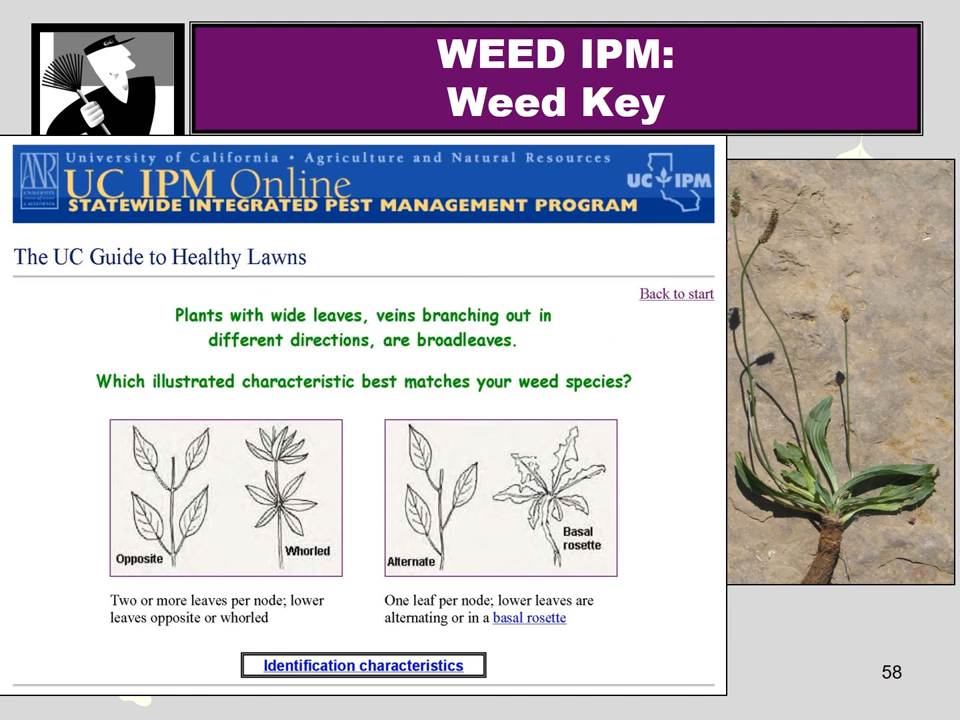 WEED IPM:
Weed Key
University of California • Agriculture and Natural Resources
ANR
UNIVERSITY
of
CALIFORNIA
UC IPM Online
STATEWIDE INTEGRATED PEST MANAGEMENT PROGRAM
UC IPM
The UC Guide to Healthy Lawns
Back to start
Plants with wide leaves, veins branching out in
different directions, are broadleaves.
Which illustrated characteristic best matches your weed species?
Opposite
Whorled
Alternate
Basal
rosette
Two or more leaves per node; lower
leaves opposite or whorled
One leaf per node; lower leaves are
alternating or in a basal rosette
Identification characteristics
58